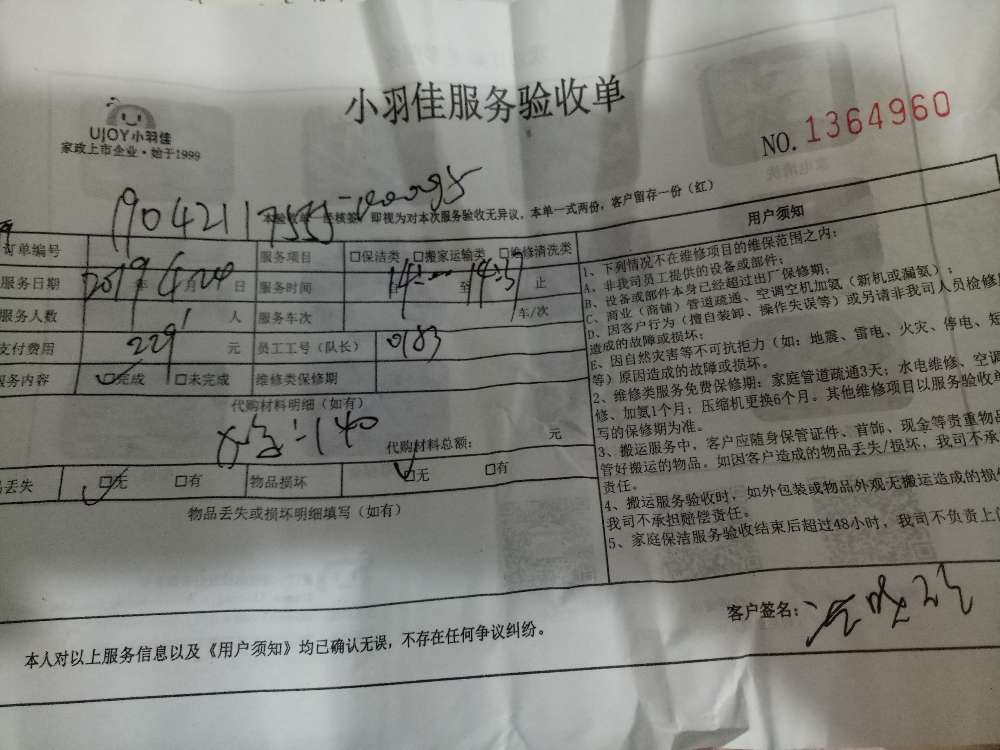 小羽佳服务验收单
UJOY小羽佳
家政上市企业·始于1999
NO. 1364960
即视为对本次服务验收无异议，本单一式两份，客户留存一份（红）
订单编号
服务项目 □保洁类 □搬家运输类 □维修清洗类
服务日期 2019 年 月 日 服务时间 至 止
服务人数 1 人 服务车次 车/次
支付费用 229 元 员工工号（队长） 0183
服务内容 □完成 □未完成 维修类保修期
代购材料明细（如有）
140
代购材料总额： 元
品丢失 □无 □有 物品损坏 □无 □有
物品丢失或损坏明细填写（如有）
用户须知
1、下列情况不在维修项目的维保范围之内：
A、非我司员工提供的设备或部件；
B、设备或部件本身已经超过出厂保修期；
C、商业（商铺）管道疏通、空调空机加氨（新机或漏氨）；
D、因客户行为（擅自装卸、操作失误等）或另请非我司人员检修
造成的故障或损坏；
E、因自然灾害等不可抗拒力（如：地震、雷电、火灾、停电、短
等）原因造成的故障或损坏。
2、维修类服务免费保修期：家庭管道疏通3天；水电维修、空调
修、加氨1个月；压缩机更换6个月。其他维修项目以服务验收单
写的保修期为准。
3、搬运服务中，客户应随身保管证件、首饰、现金等贵重物品
管好搬运的物品。如因客户造成的物品丢失/损坏，我司不承
责任。
4、搬运服务验收时，如外包装或物品外观无搬运造成的损
我司不承担赔偿责任。
5、家庭保洁服务验收结束后超过48小时，我司不负责上门
客户签名：
本人对以上服务信息以及《用户须知》均已确认无误，不存在任何争议纠纷。